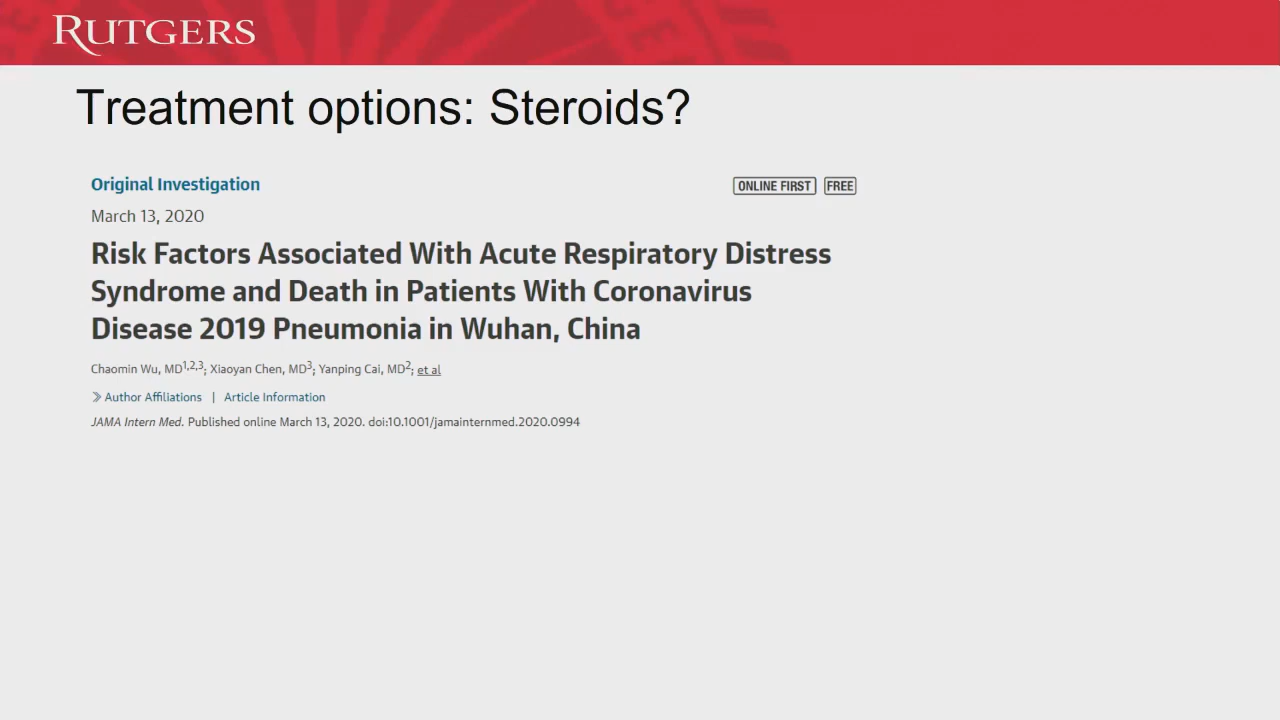 RUTGERS
Treatment options: Steroids?
Original Investigation
ONLINE FIRST FREE
March 13, 2020
Risk Factors Associated With Acute Respiratory Distress
Syndrome and Death in Patients With Coronavirus
Disease 2019 Pneumonia in Wuhan, China
Chaomin Wu, MD1,2,3; Xiaoyan Chen, MD3; Yanping Cai, MD2; et al
Author Affiliations | Article Information
JAMA Intern Med. Published online March 13, 2020. doi:10.1001/jamainternmed.2020.0994